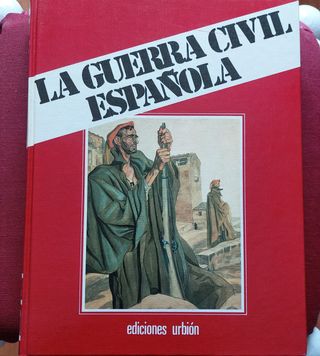 LA GUERRA CIVIL
ESPAÑOLA
ediciones urbión